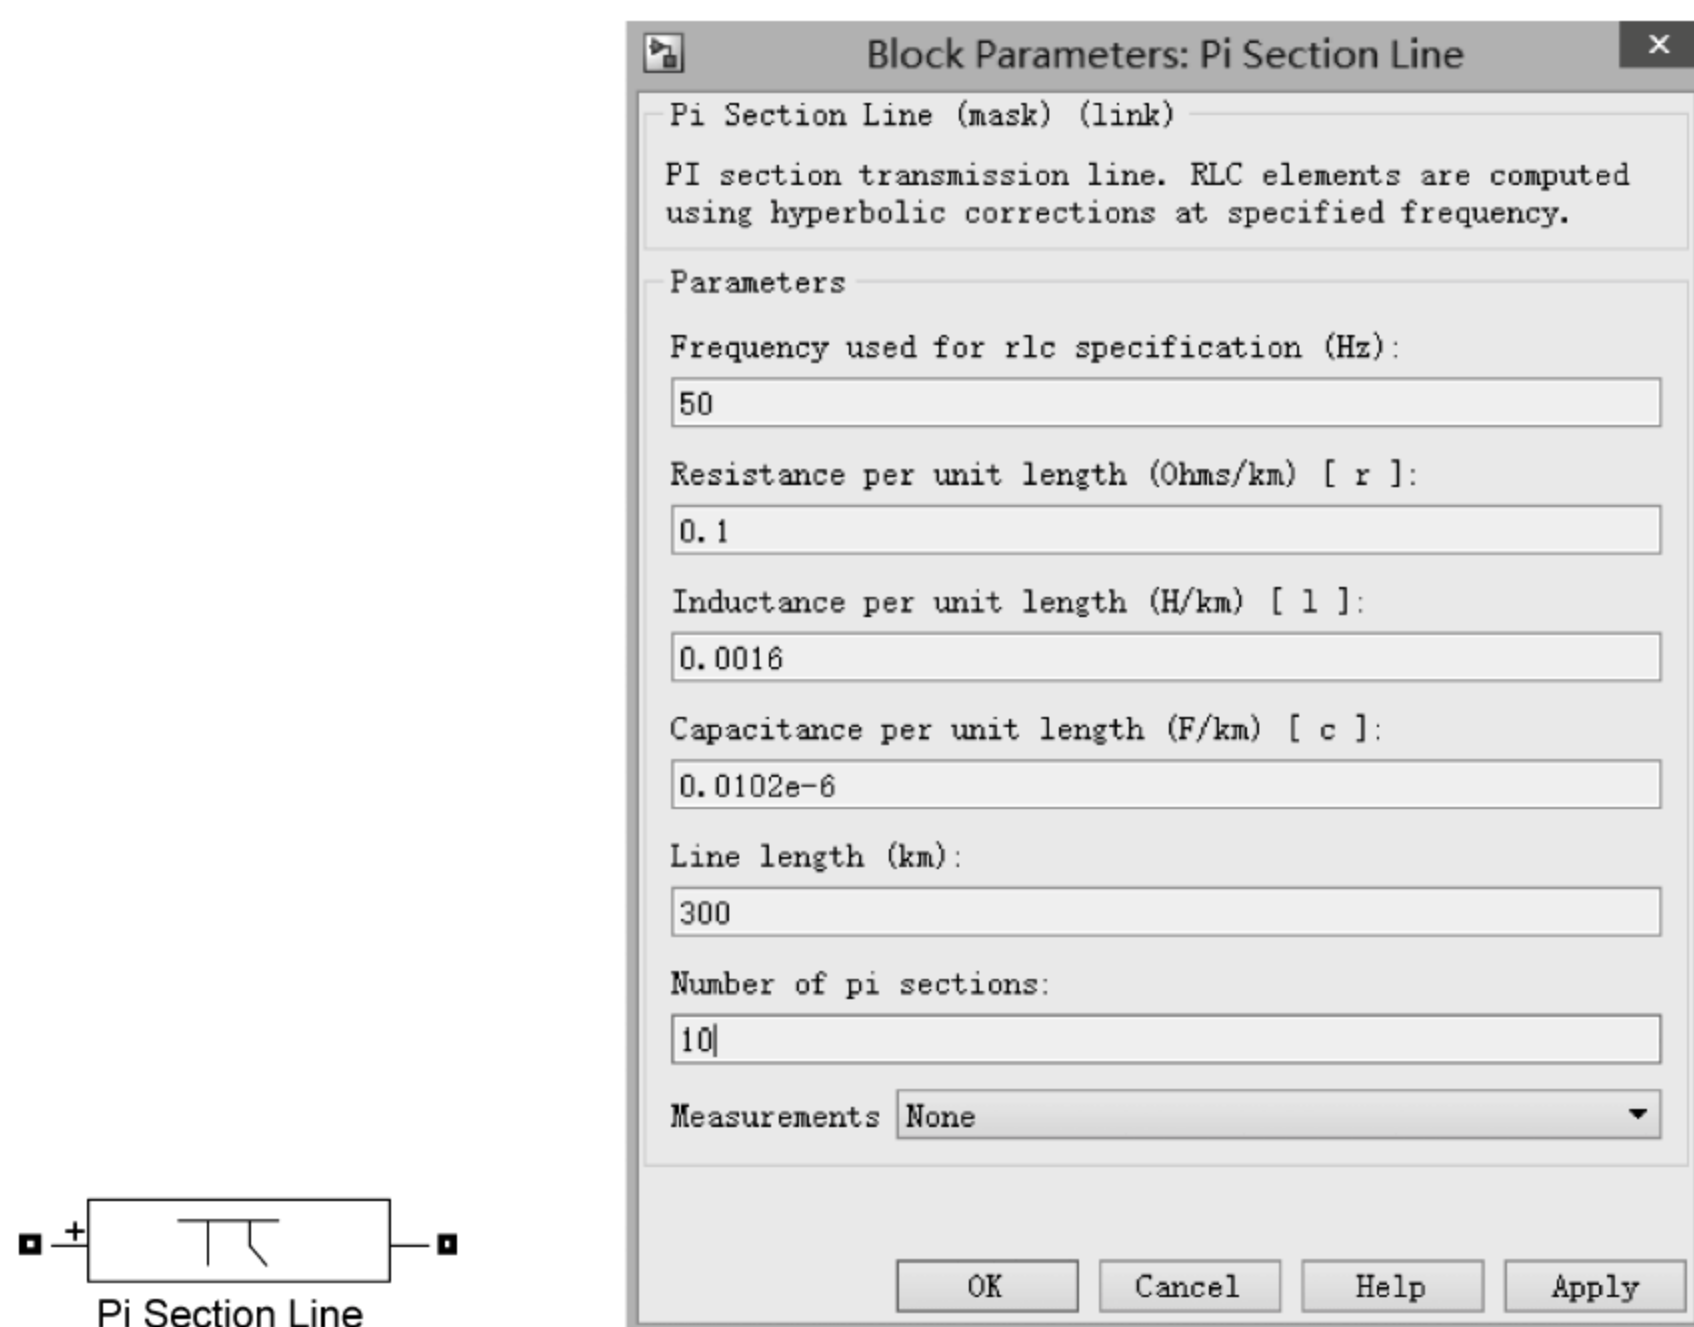 Block Parameters: Pi Section Line
Pi Section Line (mask) (link)
PI section transmission line. RLC elements are computed
using hyperbolic corrections at specified frequency.
Parameters
Frequency used for rlc specification (Hz):
50
Resistance per unit length (Ohms/km) [ r ]:
0.1
Inductance per unit length (H/km) [ l ]:
0.0016
Capacitance per unit length (F/km) [ c ]:
0.0102e-6
Line length (km):
300
Number of pi sections:
10
Measurements None
OK Cancel Help Apply
+
Pi Section Line